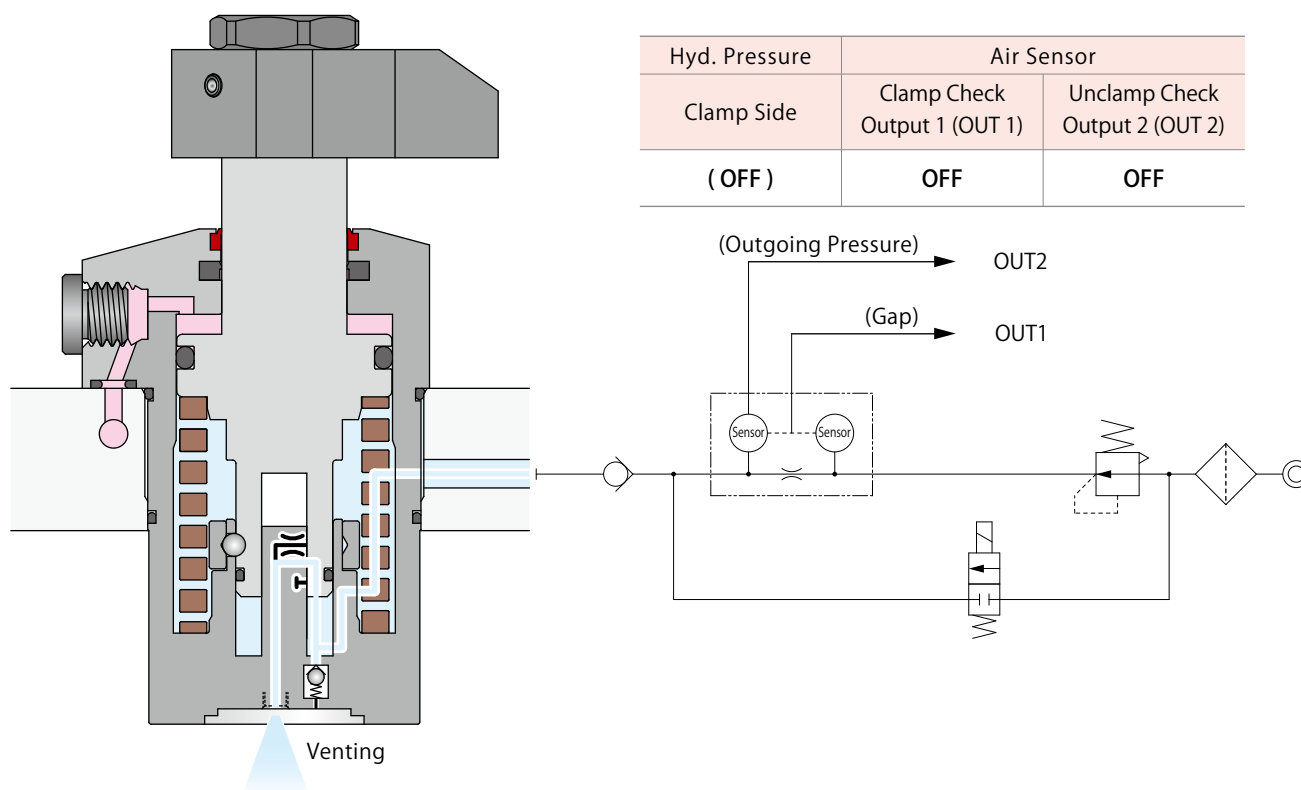 Hyd. Pressure Air Sensor
Clamp Side
Clamp Check
Output 1 (OUT 1)
Unclamp Check
Output 2 (OUT 2)
( OFF ) OFF OFF
(Outgoing Pressure)
OUT2
(Gap)
OUT1
Sensor Sensor
Venting